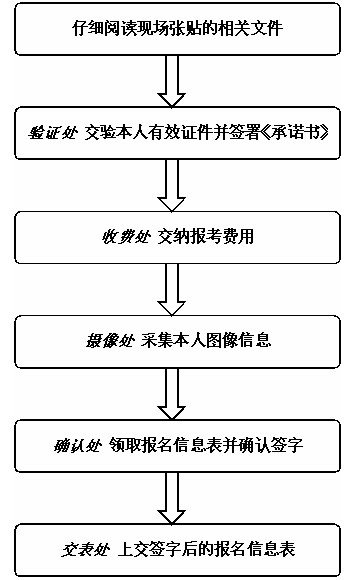 仔细阅读现场张贴的相关文件
验证处 交验本人有效证件并签署《承诺书》
收费处 交纳报考费用
摄像处 采集本人图像信息
确认处 领取报名信息表并确认签字
交表处 上交签字后的报名信息表